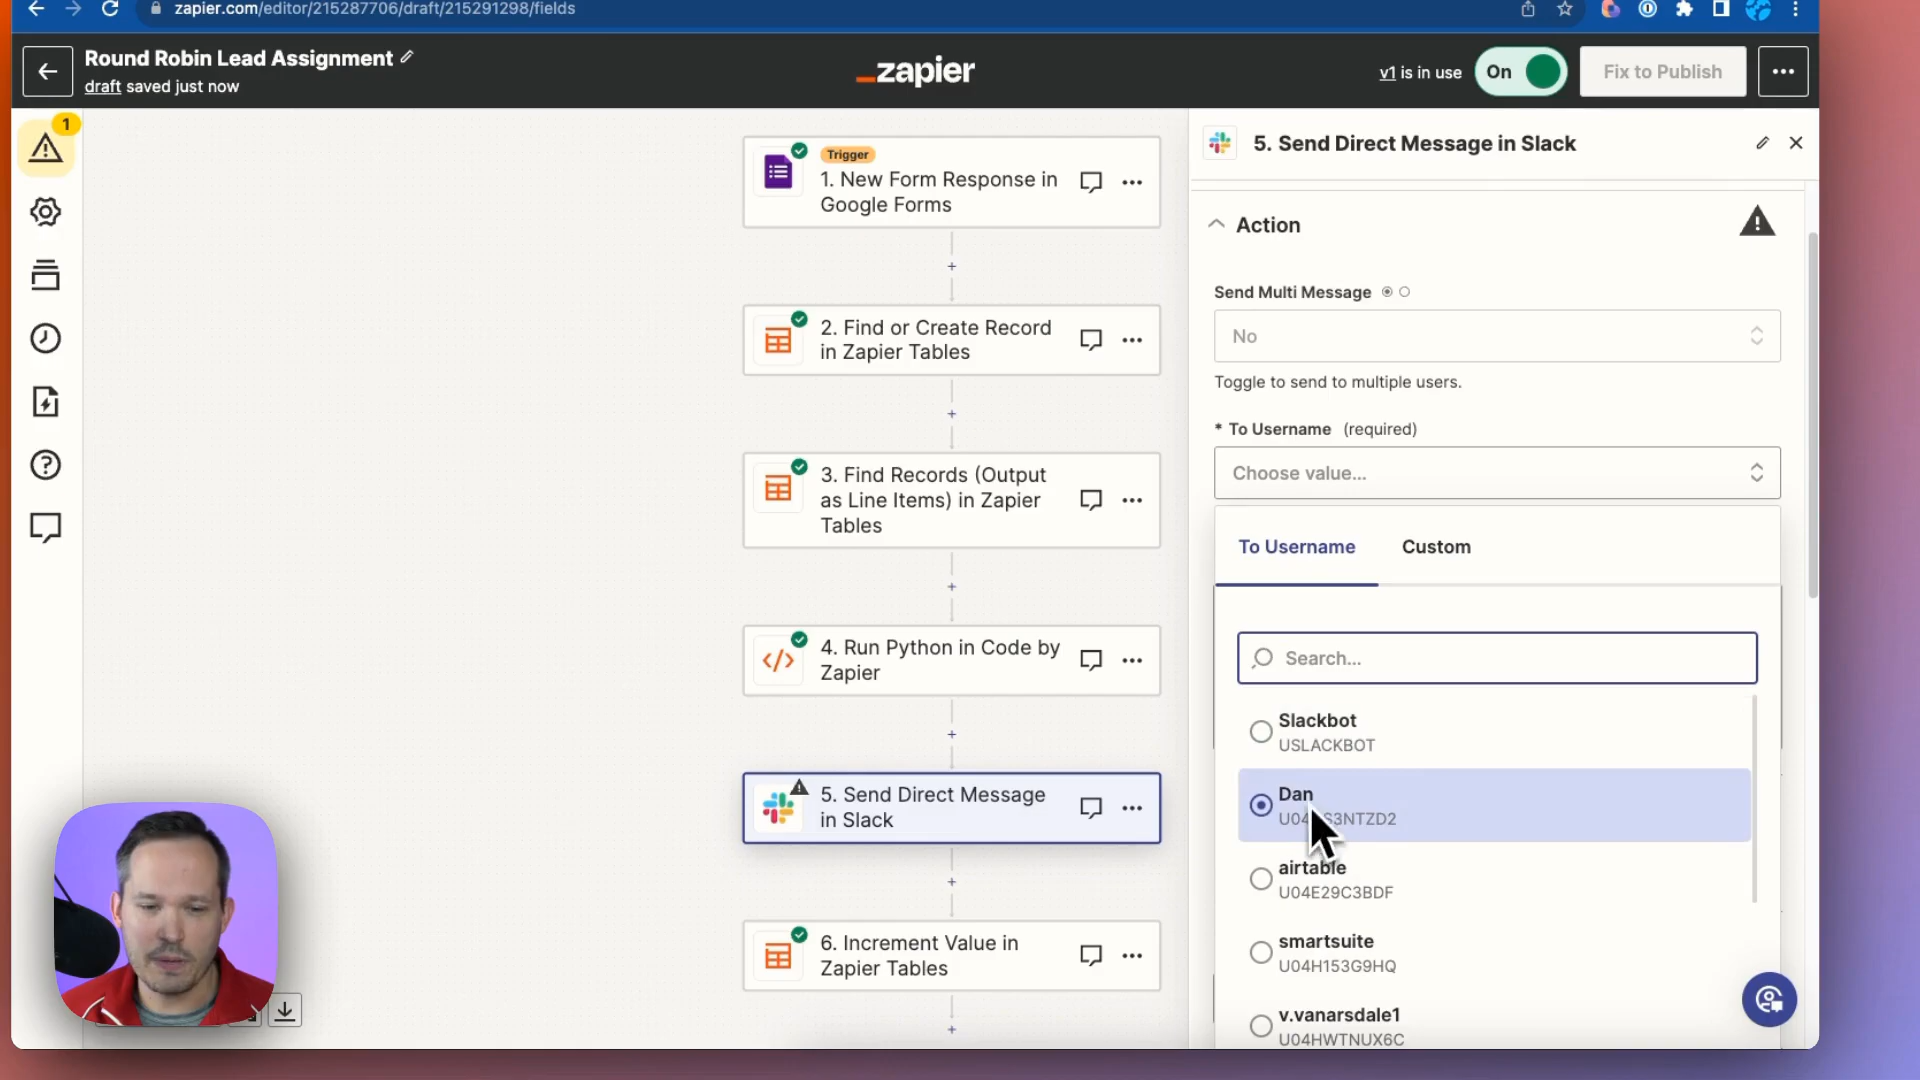 zapier.com/editor/215287706/draft/215291298/fields
Round Robin Lead Assignment
draft saved just now
zapier
v1 is in use
On
Fix to Publish
1
Trigger
1. New Form Response in
Google Forms
2. Find or Create Record
in Zapier Tables
3. Find Records (Output
as Line Items) in Zapier
Tables
4. Run Python in Code by
Zapier
5. Send Direct Message
in Slack
6. Increment Value in
Zapier Tables
5. Send Direct Message in Slack
Action
Send Multi Message
No
Toggle to send to multiple users.
* To Username (required)
Choose value...
To Username Custom
Search...
Slackbot
USLACKBOT
Dan
airtable
U04E29C3BDF
smartsuite
U04H153G9HQ
v.vanarsdale1
U04HWTNUX6C